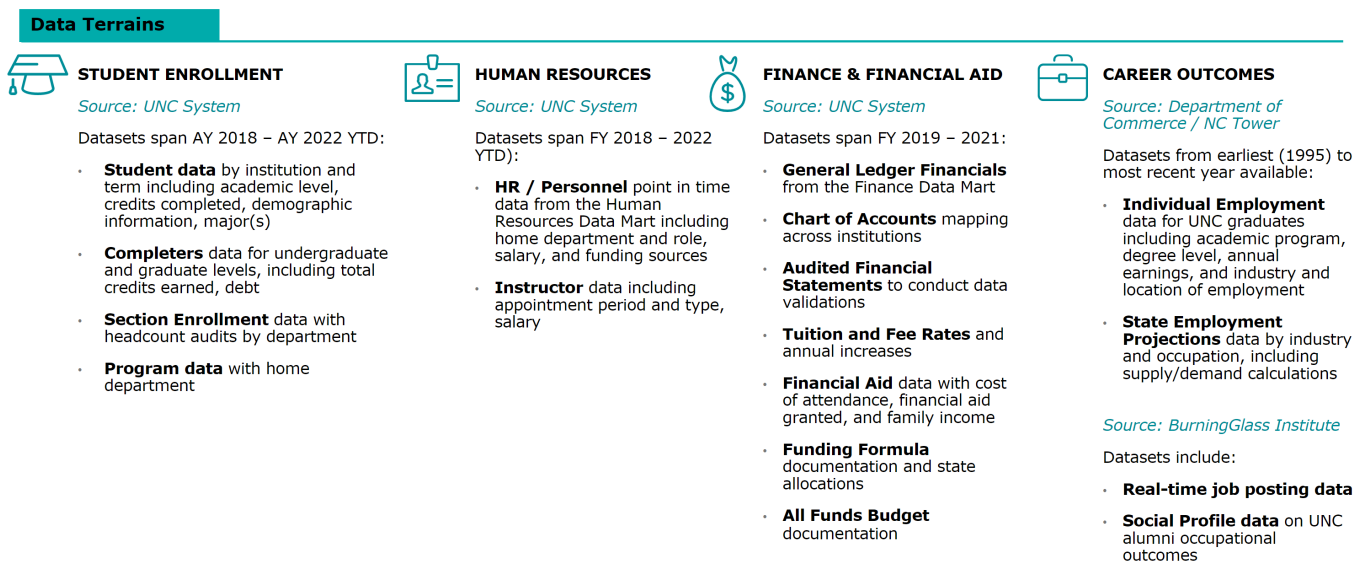 Data Terrains
STUDENT ENROLLMENT
Source: UNC System
Datasets span AY 2018 – AY 2022 YTD:
• Student data by institution and
term including academic level,
credits completed, demographic
information, major(s)
• Completers data for undergraduate
and graduate levels, including total
credits earned, debt
• Section Enrollment data with
headcount audits by department
• Program data with home
department
HUMAN RESOURCES
Source: UNC System
Datasets span FY 2018 – 2022
YTD):
• HR / Personnel point in time
data from the Human
Resources Data Mart including
home department and role,
salary, and funding sources
• Instructor data including
appointment period and type,
salary
FINANCE & FINANCIAL AID
Source: UNC System
Datasets span FY 2019 – 2021:
• General Ledger Financials
from the Finance Data Mart
• Chart of Accounts mapping
across institutions
• Audited Financial
Statements to conduct data
validations
• Tuition and Fee Rates and
annual increases
• Financial Aid data with cost
of attendance, financial aid
granted, and family income
• Funding Formula
documentation and state
allocations
• All Funds Budget
documentation
CAREER OUTCOMES
Source: Department of
Commerce / NC Tower
Datasets from earliest (1995) to
most recent year available:
• Individual Employment
data for UNC graduates
including academic program,
degree level, annual
earnings, and industry and
location of employment
• State Employment
Projections data by industry
and occupation, including
supply/demand calculations
Source: BurningGlass Institute
Datasets include:
• Real-time job posting data
• Social Profile data on UNC
alumni occupational
outcomes